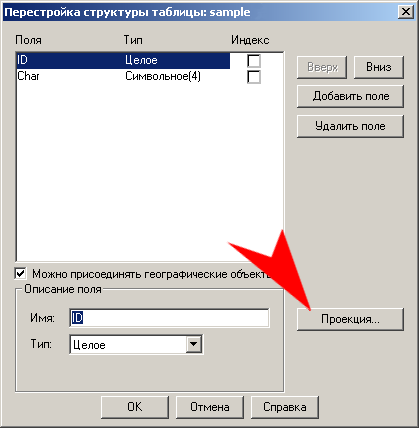 Перестройка структуры таблицы: sample
Поля Тип Индекс
ID Целое
Char Символьное(4)
Вверх Вниз
Добавить поле
Удалить поле
Можно присоединять географические объекты
Описание поля
Имя: ID
Проекция...
Тип: Целое
OK Отмена Справка